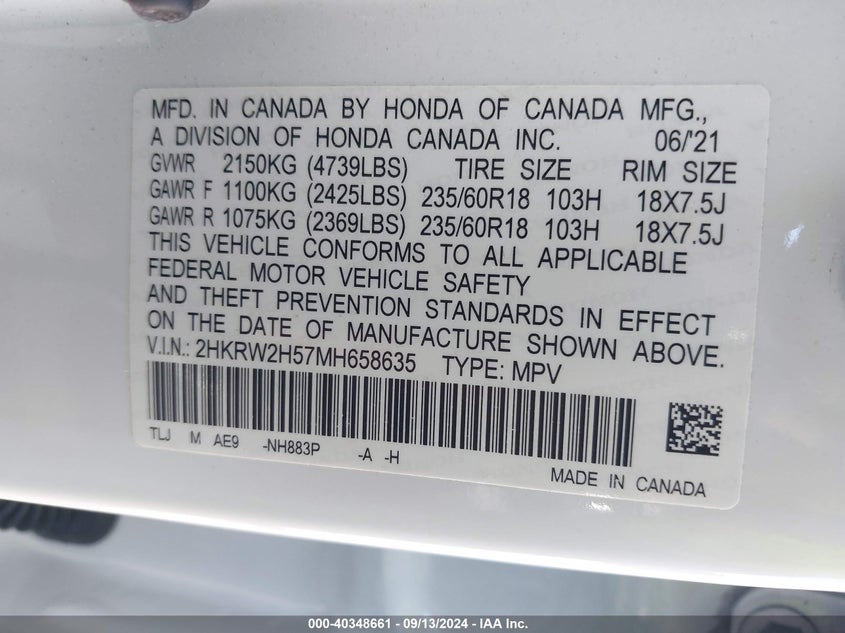 MFD. IN CANADA BY HONDA OF CANADA MFG.,
A DIVISION OF HONDA CANADA INC. 06/'21
GVWR 2150KG (4739LBS) TIRE SIZE RIM SIZE
GAWR F 1100KG (2425LBS) 235/60R18 103H 18X7.5J
GAWR R 1075KG (2369LBS) 235/60R18 103H 18X7.5J
THIS VEHICLE CONFORMS TO ALL APPLICABLE
FEDERAL MOTOR VEHICLE SAFETY
AND THEFT PREVENTION STANDARDS IN EFFECT
ON THE DATE OF MANUFACTURE SHOWN ABOVE.
V.I.N.: 2HKRW2H57MH658635 TYPE: MPV
TLJ M AE9 -NH883P -A -H
MADE IN CANADA
000-40348661 - 09/13/2024 - IAA Inc.